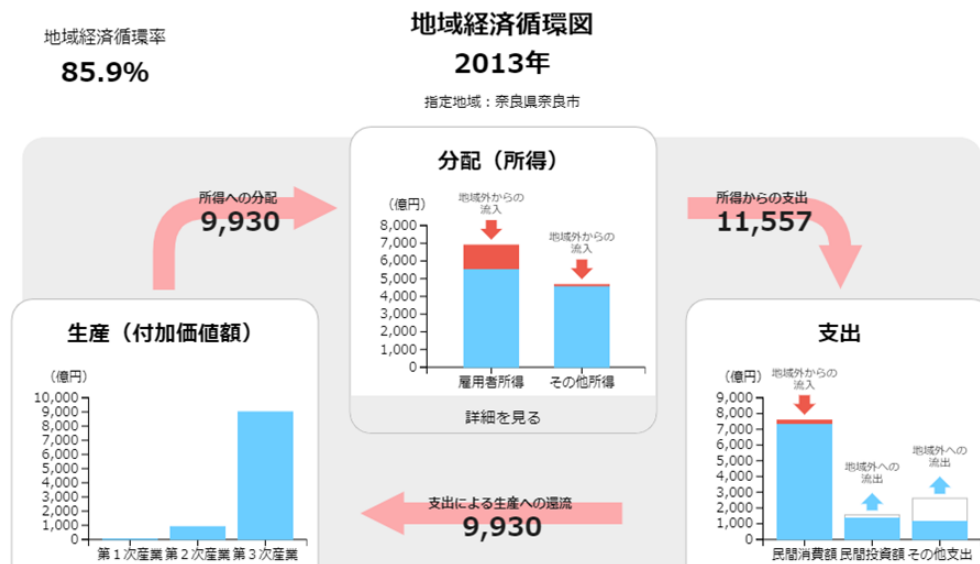 地域経済循環率
85.9%
地域経済循環図
2013年
指定地域：奈良県奈良市
分配（所得）
所得への分配
9,930
所得からの支出
11,557
（億円）
8,000
7,000
6,000
5,000
4,000
3,000
2,000
1,000
0
地域外からの
流入
地域外からの
流入
雇用者所得
その他所得
詳細を見る
生産（付加価値額）
（億円）
10,000
9,000
8,000
7,000
6,000
5,000
4,000
3,000
2,000
1,000
0
第１次産業
第２次産業
第３次産業
支出
（億円）
9,000
8,000
7,000
6,000
5,000
4,000
3,000
2,000
1,000
0
地域外からの
流入
地域外への
流出
地域外への
流出
民間消費額
民間投資額
その他支出
支出による生産への還流
9,930